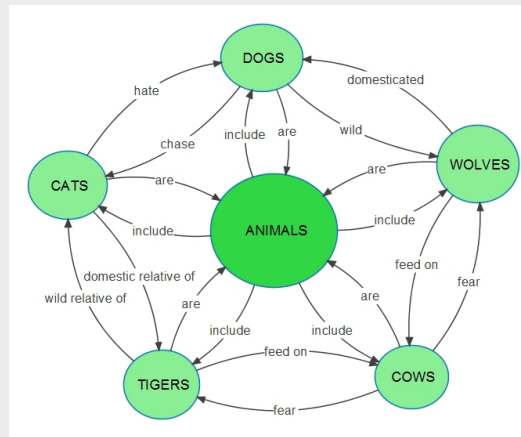 DOGS
hate
domesticated
chase
include
are
wild
CATS
are
are
WOLVES
ANIMALS
include
include
domestic relative of
feed on
wild relative of
fear
are
are
include
include
feed on
TIGERS
COWS
fear